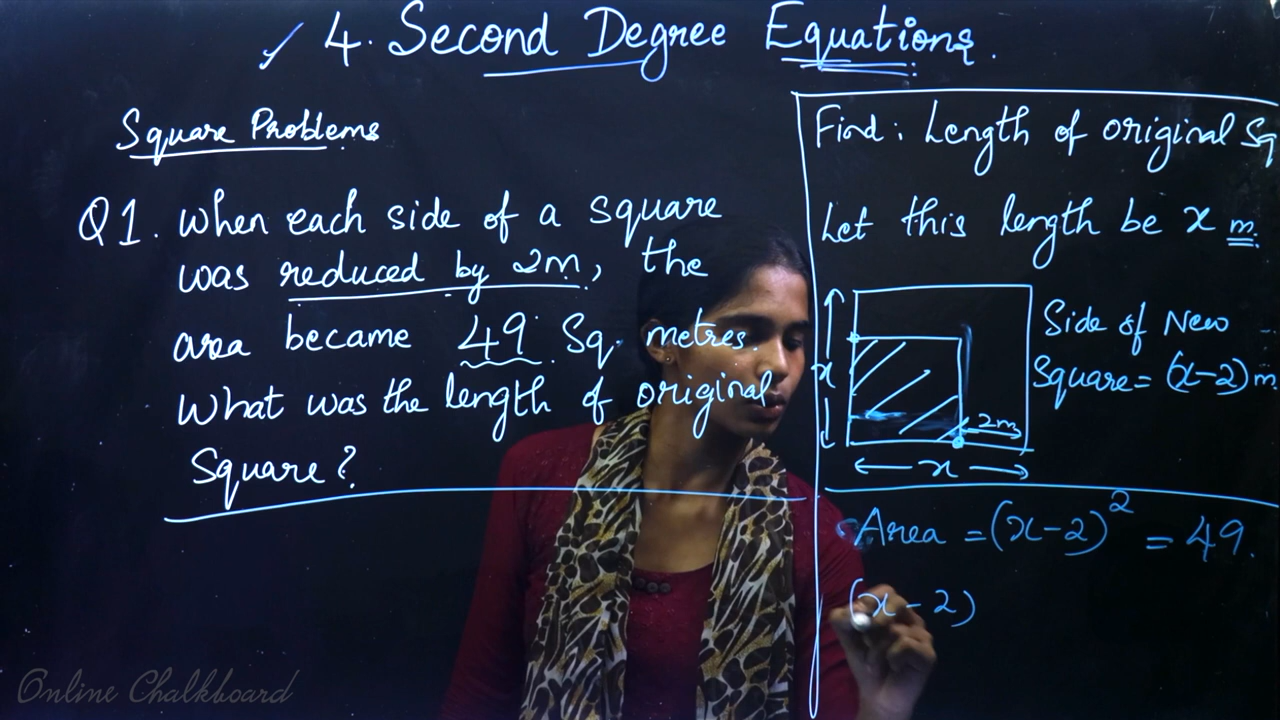 ✓ 4. Second Degree Equations.
Square Problems
Q1. When each side of a square
was reduced by 2m, the
area became 49 Sq. metres.
What was the length of original
Square?
Find: Length of original Sq
Let this length be x m.
x
2m
x
Side of New
Square = (x-2) m
Area = (x-2)² = 49.
(x-2)
Online Chalkboard